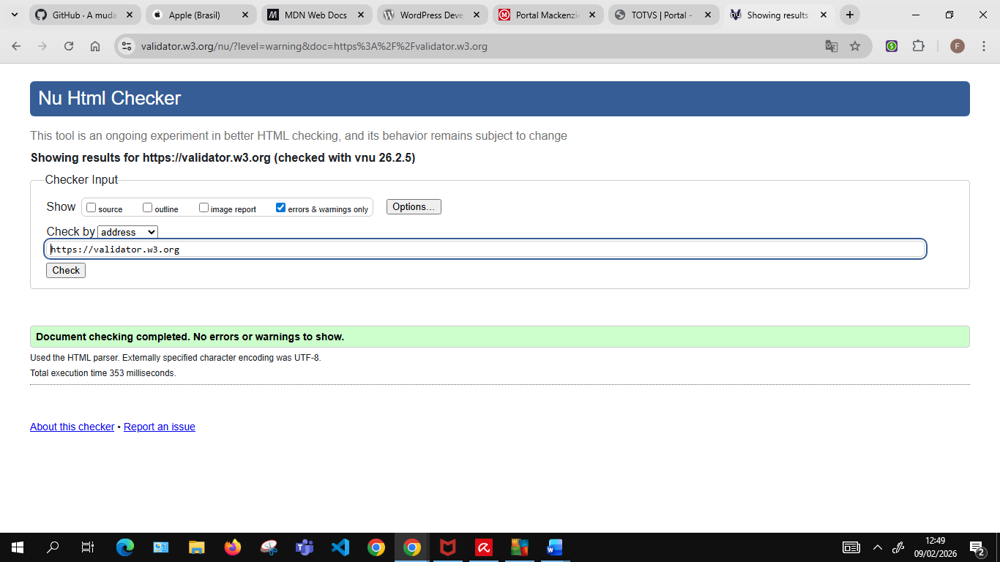 GitHub · A muda
Apple (Brasil)
MDN Web Docs
WordPress Deve
Portal Mackenzie
TOTVS | Portal -
Showing results
validator.w3.org/nu/?level=warning&doc=https%3A%2F%2Fvalidator.w3.org
F
Nu Html Checker
This tool is an ongoing experiment in better HTML checking, and its behavior remains subject to change
Showing results for https://validator.w3.org (checked with vnu 26.2.5)
Checker Input
Show source outline image report errors & warnings only Options...
Check by address
https://validator.w3.org
Check
Document checking completed. No errors or warnings to show.
Used the HTML parser. Externally specified character encoding was UTF-8.
Total execution time 353 milliseconds.
About this checker • Report an issue
12:49
09/02/2026
2